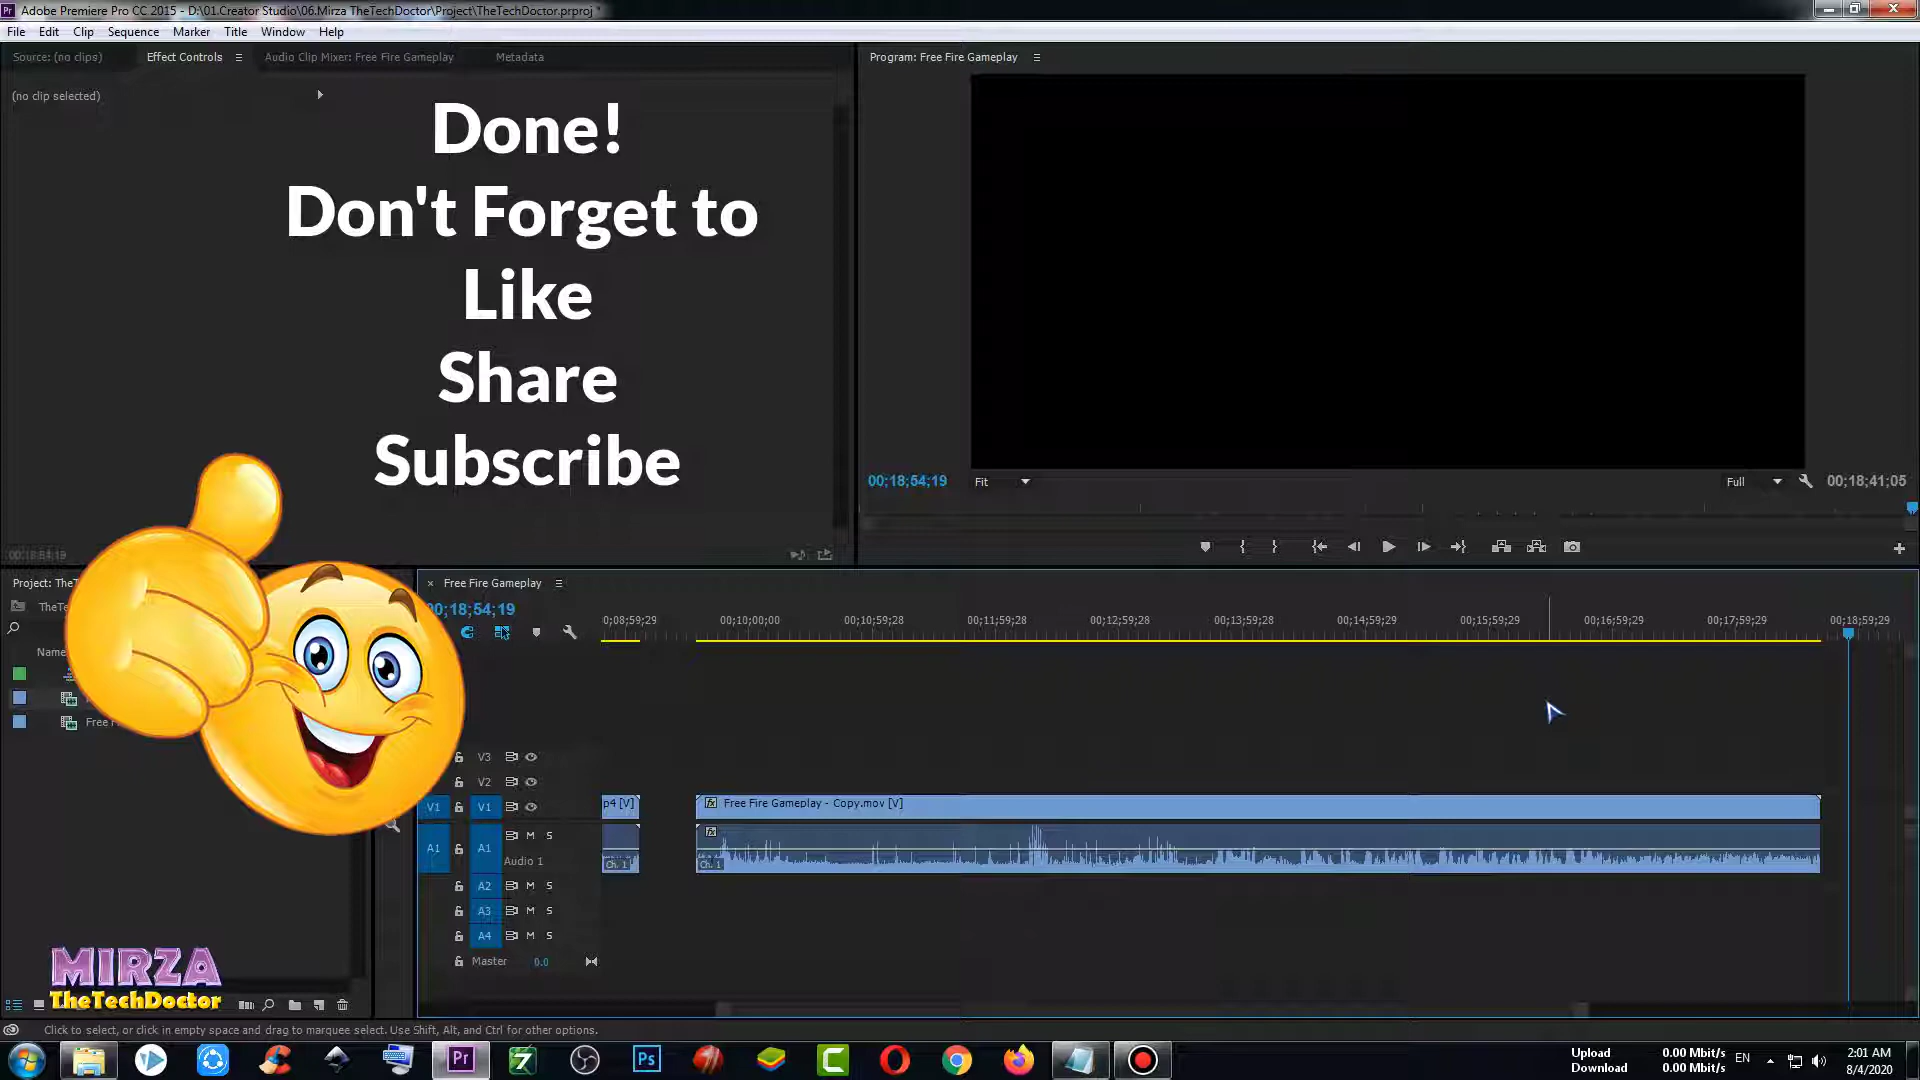 Adobe Premiere Pro CC 2015 - D:\01.Creator Studio\06.Mirza TheTechDoctor\Project\TheTechDoctor.prproj *
File Edit Clip Sequence Marker Title Window Help
Source: (no clips) Effect Controls Audio Clip Mixer: Free Fire Gameplay Metadata
Program: Free Fire Gameplay
(no clip selected)
Done!
Don't Forget to
Like
Share
Subscribe
00;18;54;19 Fit Full 00;18;41;05
00;18;54;19
Project: TheT
TheTe
Name
Free F
Free Fire Gameplay
00;18;54;19
0;08;59;29 00;10;00;00 00;10;59;28 00;11;59;28 00;12;59;28 00;13;59;28 00;14;59;29 00;15;59;29 00;16;59;29 00;17;59;29 00;18;59;29
V3
V2
V1 V1 p4 [V] Free Fire Gameplay - Copy.mov [V]
A1 A1 M S
Audio 1
Ch. 1 Ch. 1
A2 M S
A3 M S
A4 M S
Master 0.0
MIRZA
TheTechDoctor
Click to select, or click in empty space and drag to marquee select. Use Shift, Alt, and Ctrl for other options.
Upload 0.00 Mbit/s
Download 0.00 Mbit/s
EN
2:01 AM
8/4/2020